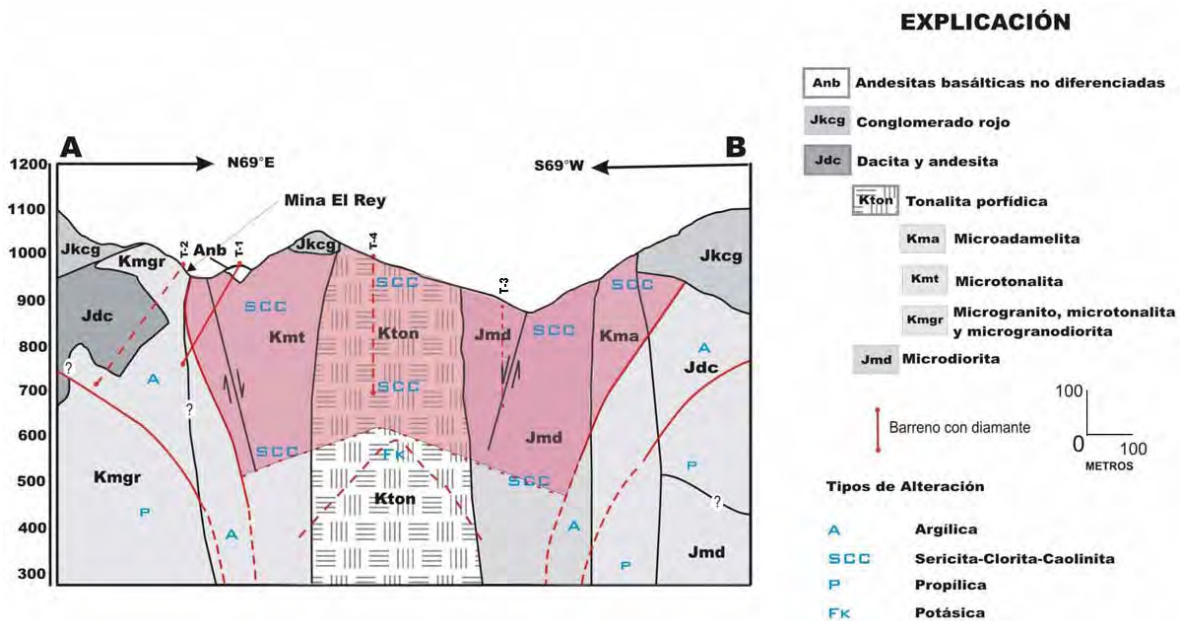 EXPLICACIÓN
Anb Andesitas basálticas no diferenciadas
Jkcg Conglomerado rojo
Jdc Dacita y andesita
Kton Tonalita porfídica
Kma Microadamelita
Kmt Microtonalita
Kmgr Microgranito, microtonalita
y microgranodiorita
Jmd Microdiorita
Barreno con diamante
100
0 100
METROS
Tipos de Alteración
A Argílica
SCC Sericita-Clorita-Caolinita
P Propílica
FK Potásica
A B
N69°E S69°W
Mina El Rey
1200
1100
1000
900
800
700
600
500
400
300
Jkcg Kmgr T-2 Anb T-1 Jkcg T-4 Jkcg
SCC SCC
T-3
Jdc SCC SCC
Kmt Kton Jmd Kma A
Jdc
? A SCC
?
SCC Jmd
FK P
Kmgr Kton SCC
P ?
A A
P Jmd